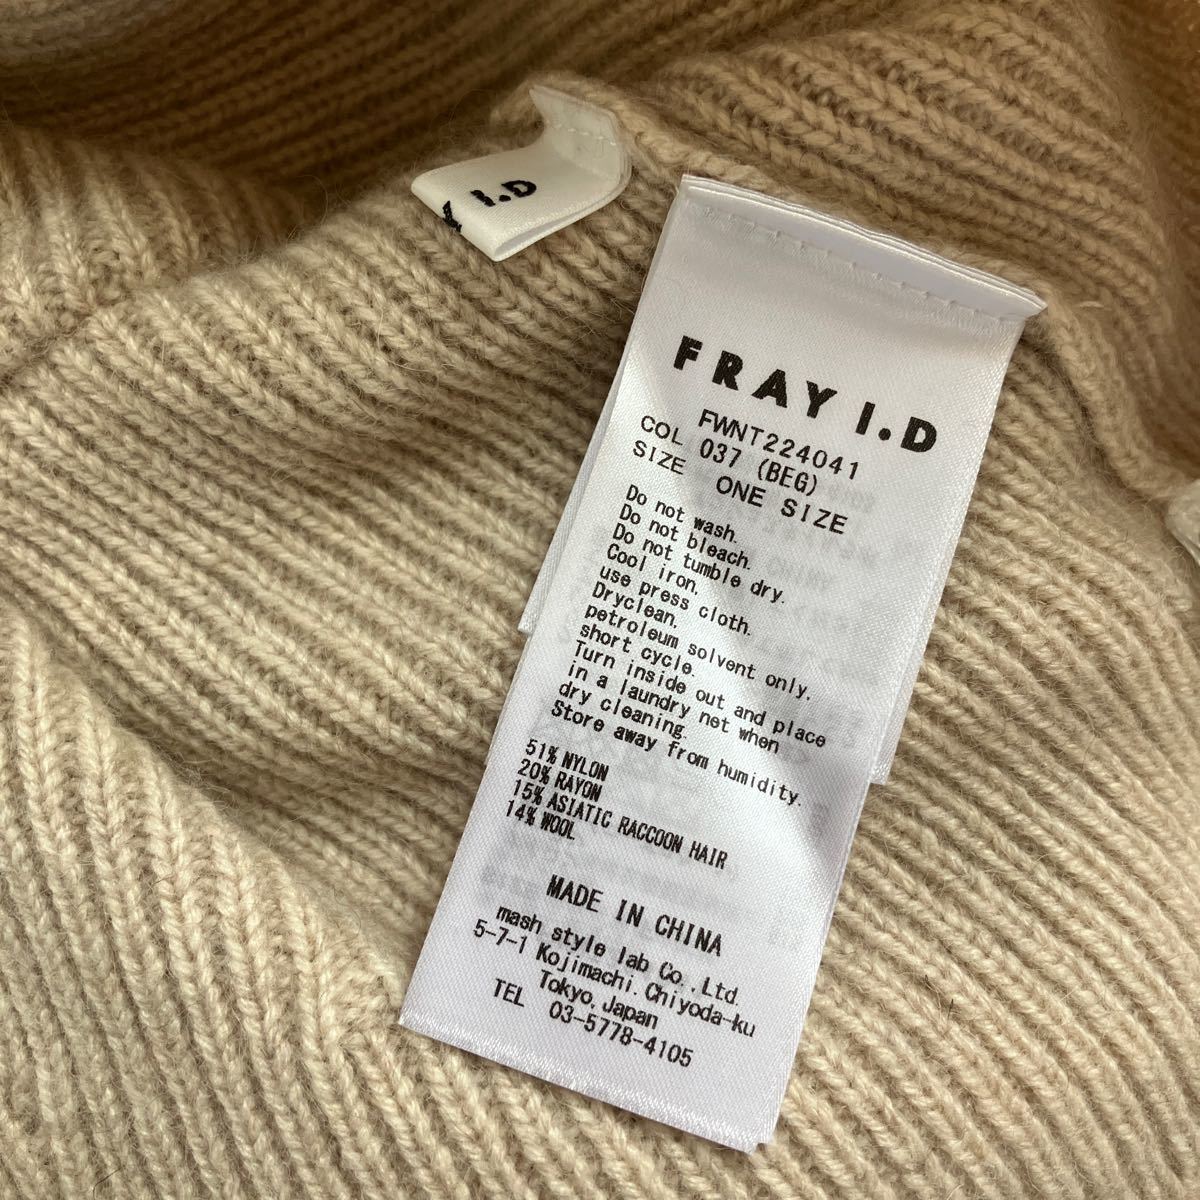 I.D
FRAY I.D
FWNT224041
COL 037 (BEG)
SIZE ONE SIZE
Do not wash.
Do not bleach.
Do not tumble dry.
Cool iron.
use press cloth.
Dryclean.
petroleum solvent only.
short cycle.
Turn inside out and place
in a laundry net when
dry cleaning.
Store away from humidity.
51% NYLON
20% RAYON
15% ASIATIC RACCOON HAIR
14% WOOL
MADE IN CHINA
mash style lab Co.,Ltd.
5-7-1 Kojimachi.Chiyoda-ku
Tokyo,Japan
TEL 03-5778-4105